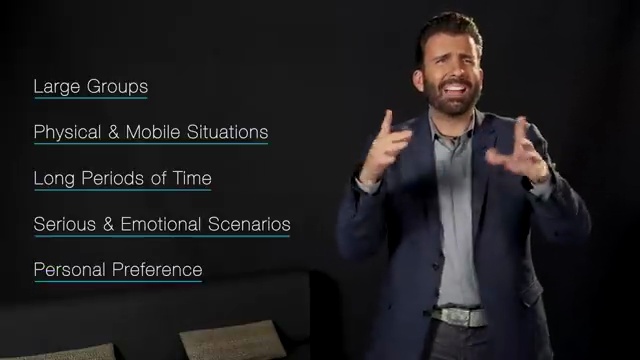 Large Groups
Physical & Mobile Situations
Long Periods of Time
Serious & Emotional Scenarios
Personal Preference